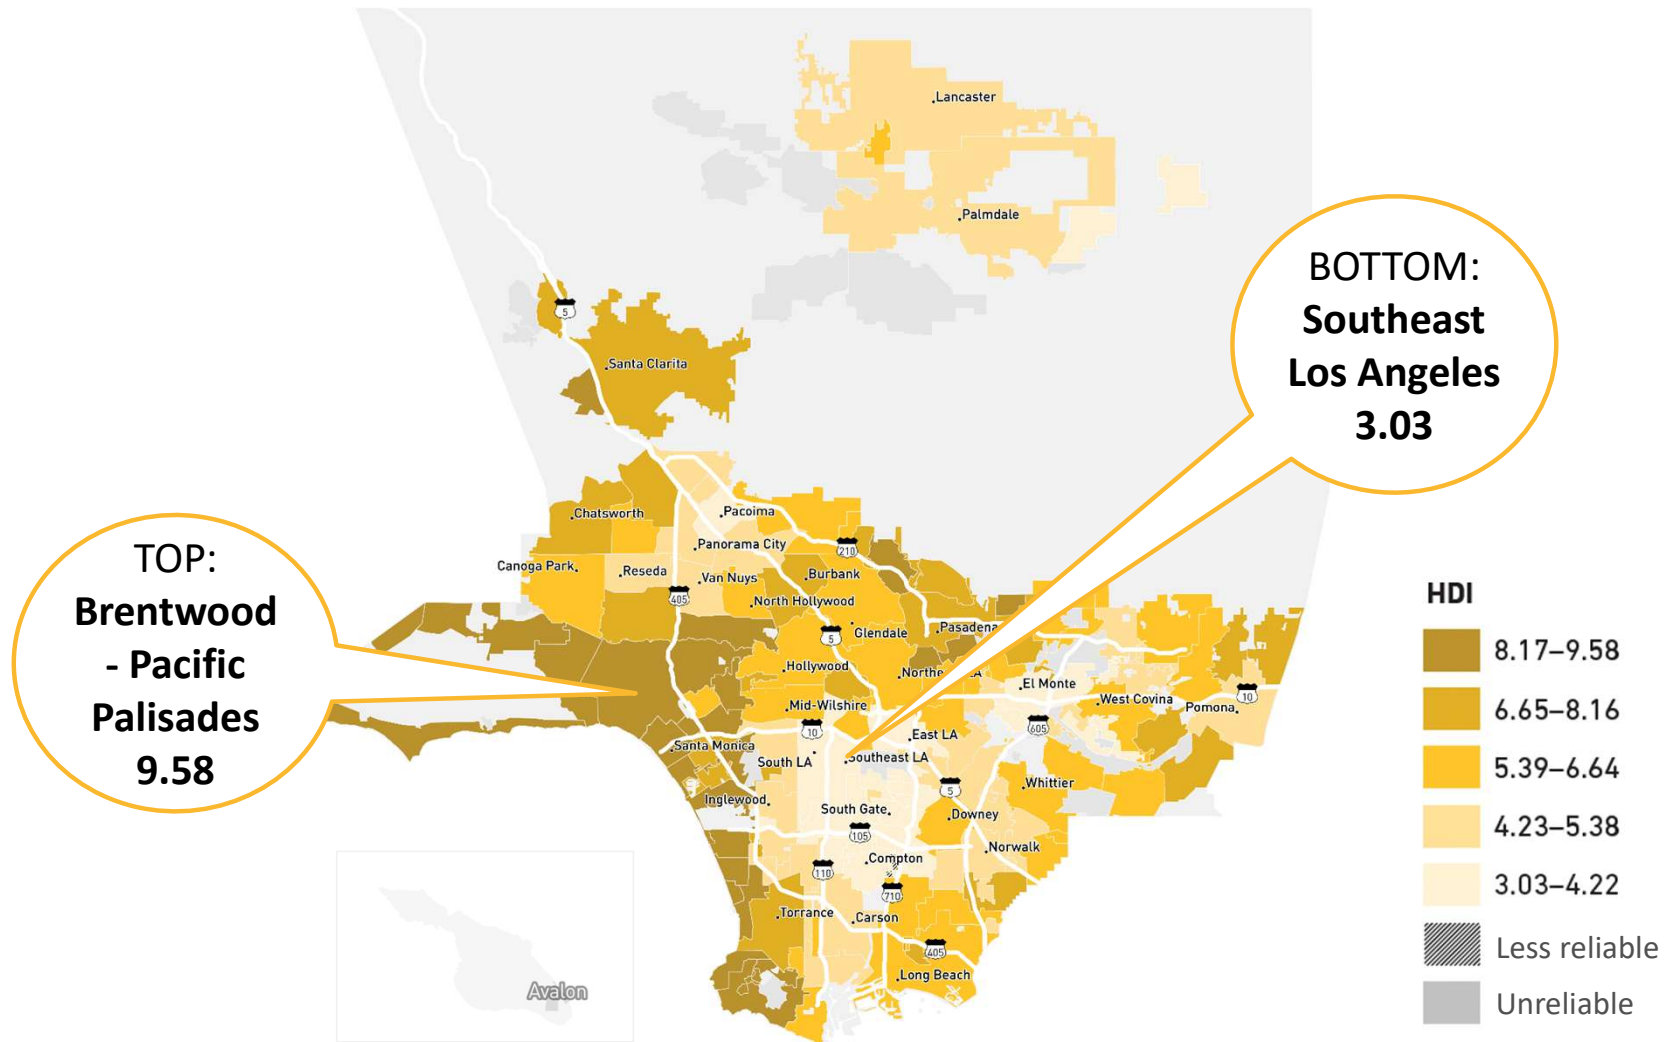 Lancaster
Palmdale
BOTTOM:
Southeast
Los Angeles
3.03
5
Santa Clarita
Chatsworth
Pacoima
Panorama City
210
Canoga Park
Reseda
Van Nuys
Burbank
405
North Hollywood
5
Glendale
Pasadena
TOP:
Brentwood
- Pacific
Palisades
9.58
Hollywood
El Monte
West Covina
10
Pomona
Mid-Wilshire
10
605
East LA
Santa Monica
South LA
Southeast LA
5
Whittier
Inglewood
South Gate
Downey
105
Norwalk
Compton
110
710
Torrance
Carson
405
Long Beach
Avalon
HDI
8.17–9.58
6.65–8.16
5.39–6.64
4.23–5.38
3.03–4.22
Less reliable
Unreliable